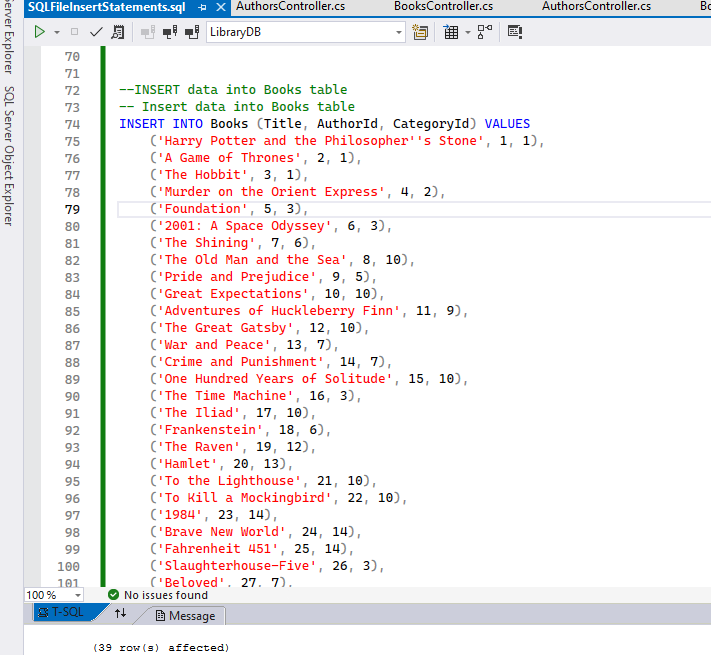 SQLFileInsertStatements.sql
AuthorsController.cs
BooksController.cs
AuthorsController.cs
LibraryDB
Server Explorer
SQL Server Object Explorer
70
71
72 --INSERT data into Books table
73 -- Insert data into Books table
74 INSERT INTO Books (Title, AuthorId, CategoryId) VALUES
75 ('Harry Potter and the Philosopher''s Stone', 1, 1),
76 ('A Game of Thrones', 2, 1),
77 ('The Hobbit', 3, 1),
78 ('Murder on the Orient Express', 4, 2),
79 ('Foundation', 5, 3),
80 ('2001: A Space Odyssey', 6, 3),
81 ('The Shining', 7, 6),
82 ('The Old Man and the Sea', 8, 10),
83 ('Pride and Prejudice', 9, 5),
84 ('Great Expectations', 10, 10),
85 ('Adventures of Huckleberry Finn', 11, 9),
86 ('The Great Gatsby', 12, 10),
87 ('War and Peace', 13, 7),
88 ('Crime and Punishment', 14, 7),
89 ('One Hundred Years of Solitude', 15, 10),
90 ('The Time Machine', 16, 3),
91 ('The Iliad', 17, 10),
92 ('Frankenstein', 18, 6),
93 ('The Raven', 19, 12),
94 ('Hamlet', 20, 13),
95 ('To the Lighthouse', 21, 10),
96 ('To Kill a Mockingbird', 22, 10),
97 ('1984', 23, 14),
98 ('Brave New World', 24, 14),
99 ('Fahrenheit 451', 25, 14),
100 ('Slaughterhouse-Five', 26, 3),
101 ('Beloved', 27, 7),
100 % No issues found
T-SQL Message
(39 row(s) affected)